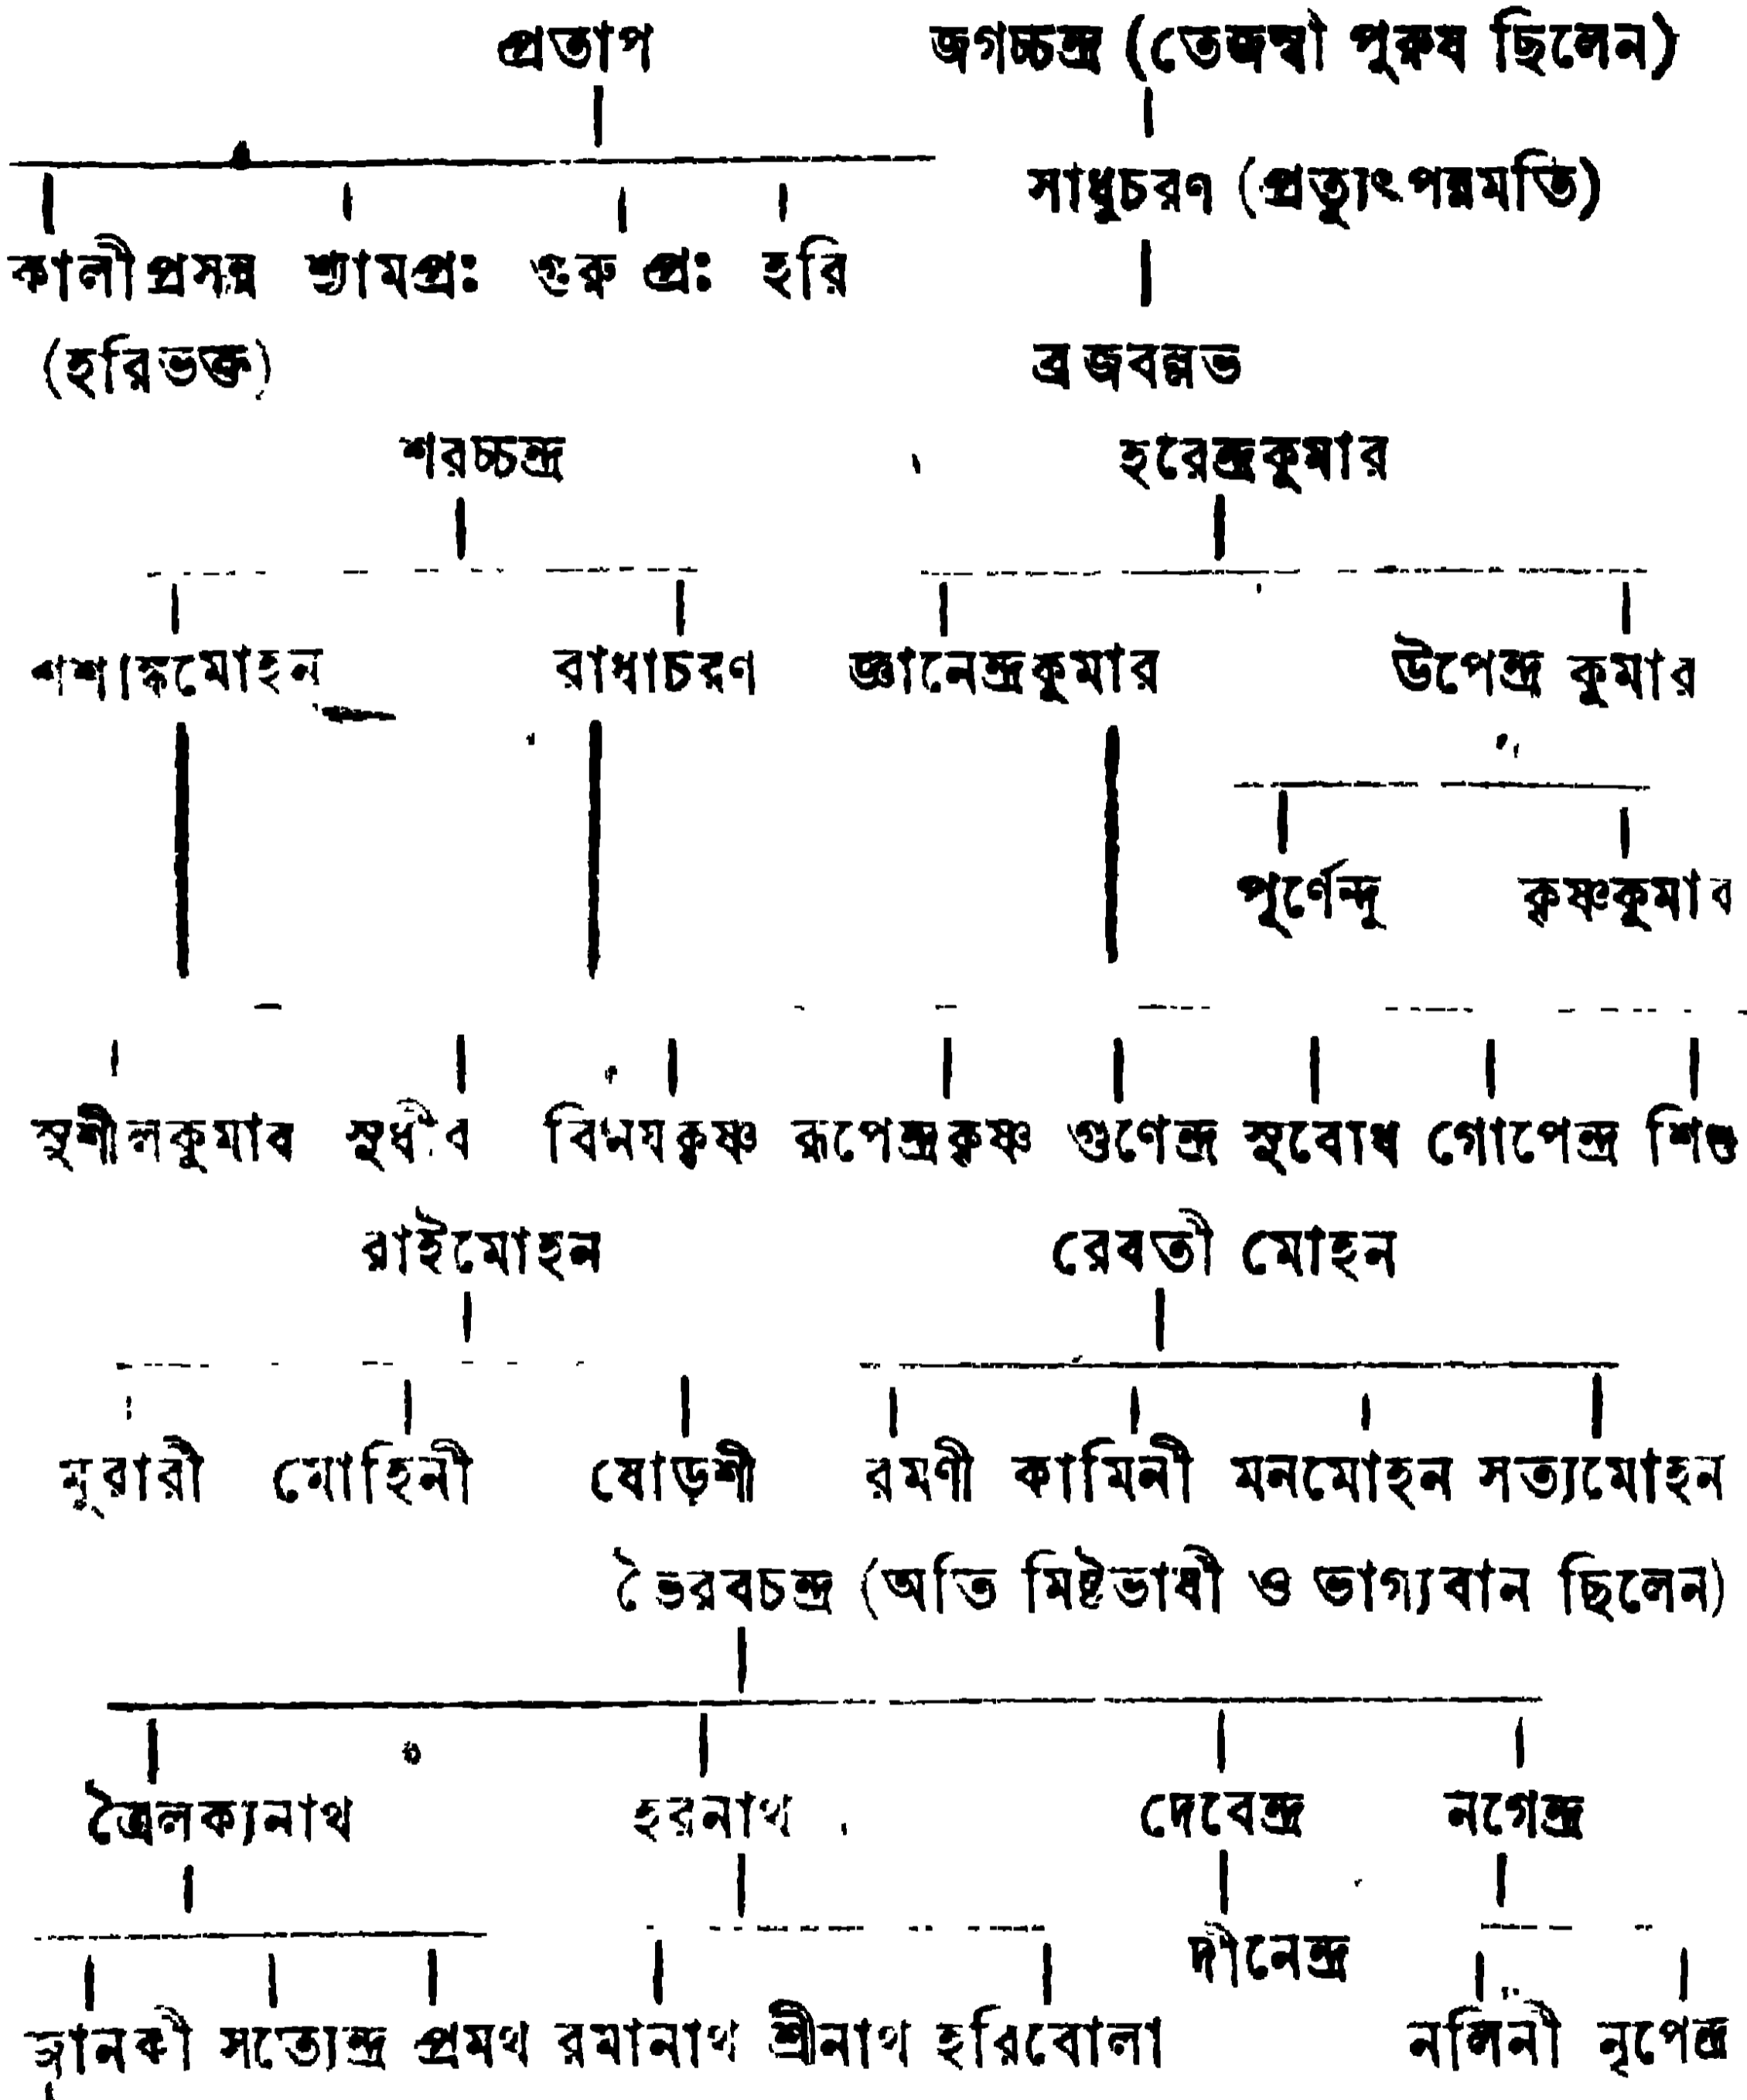 প্রতাপ জগচ্চন্দ্র (তেজস্বী পুরুষ ছিলেন)
সাধুচরণ (প্রত্যুৎপন্নমতি)
কালীপ্রসন্ন শ্যামপ্রঃ গুরু প্রঃ হরি
(হরিভক্ত) ব্রজবল্লভ
শরচ্চন্দ্র হরেন্দ্রকুমার
শশাঙ্কমোহন রাধাচরণ জ্ঞানেন্দ্রকুমার উপেন্দ্র কুমার
পূর্ণেন্দু কৃষ্ণকুমার
সুশীলকুমার সুধীর বিনয়কৃষ্ণ রূপেন্দ্রকৃষ্ণ গুণেন্দ্র সুবোধ গোপেন্দ্র শিশু
রাইমোহন রেবতী মোহন
মুরারী মোহিনী ষোড়শী রমণী কামিনী মনমোহন সত্যমোহন
ভৈরবচন্দ্র (অতি মিষ্টভাষী ও ভাগ্যবান ছিলেন)
ত্রৈলক্যনাথ হরনাথ দেবেন্দ্র নগেন্দ্র
দীনেন্দ্র
জানকী সত্যেন্দ্র প্রমথ রমানাথ শ্রীনাথ হরিবোলা নলিনী নৃপেন্দ্র